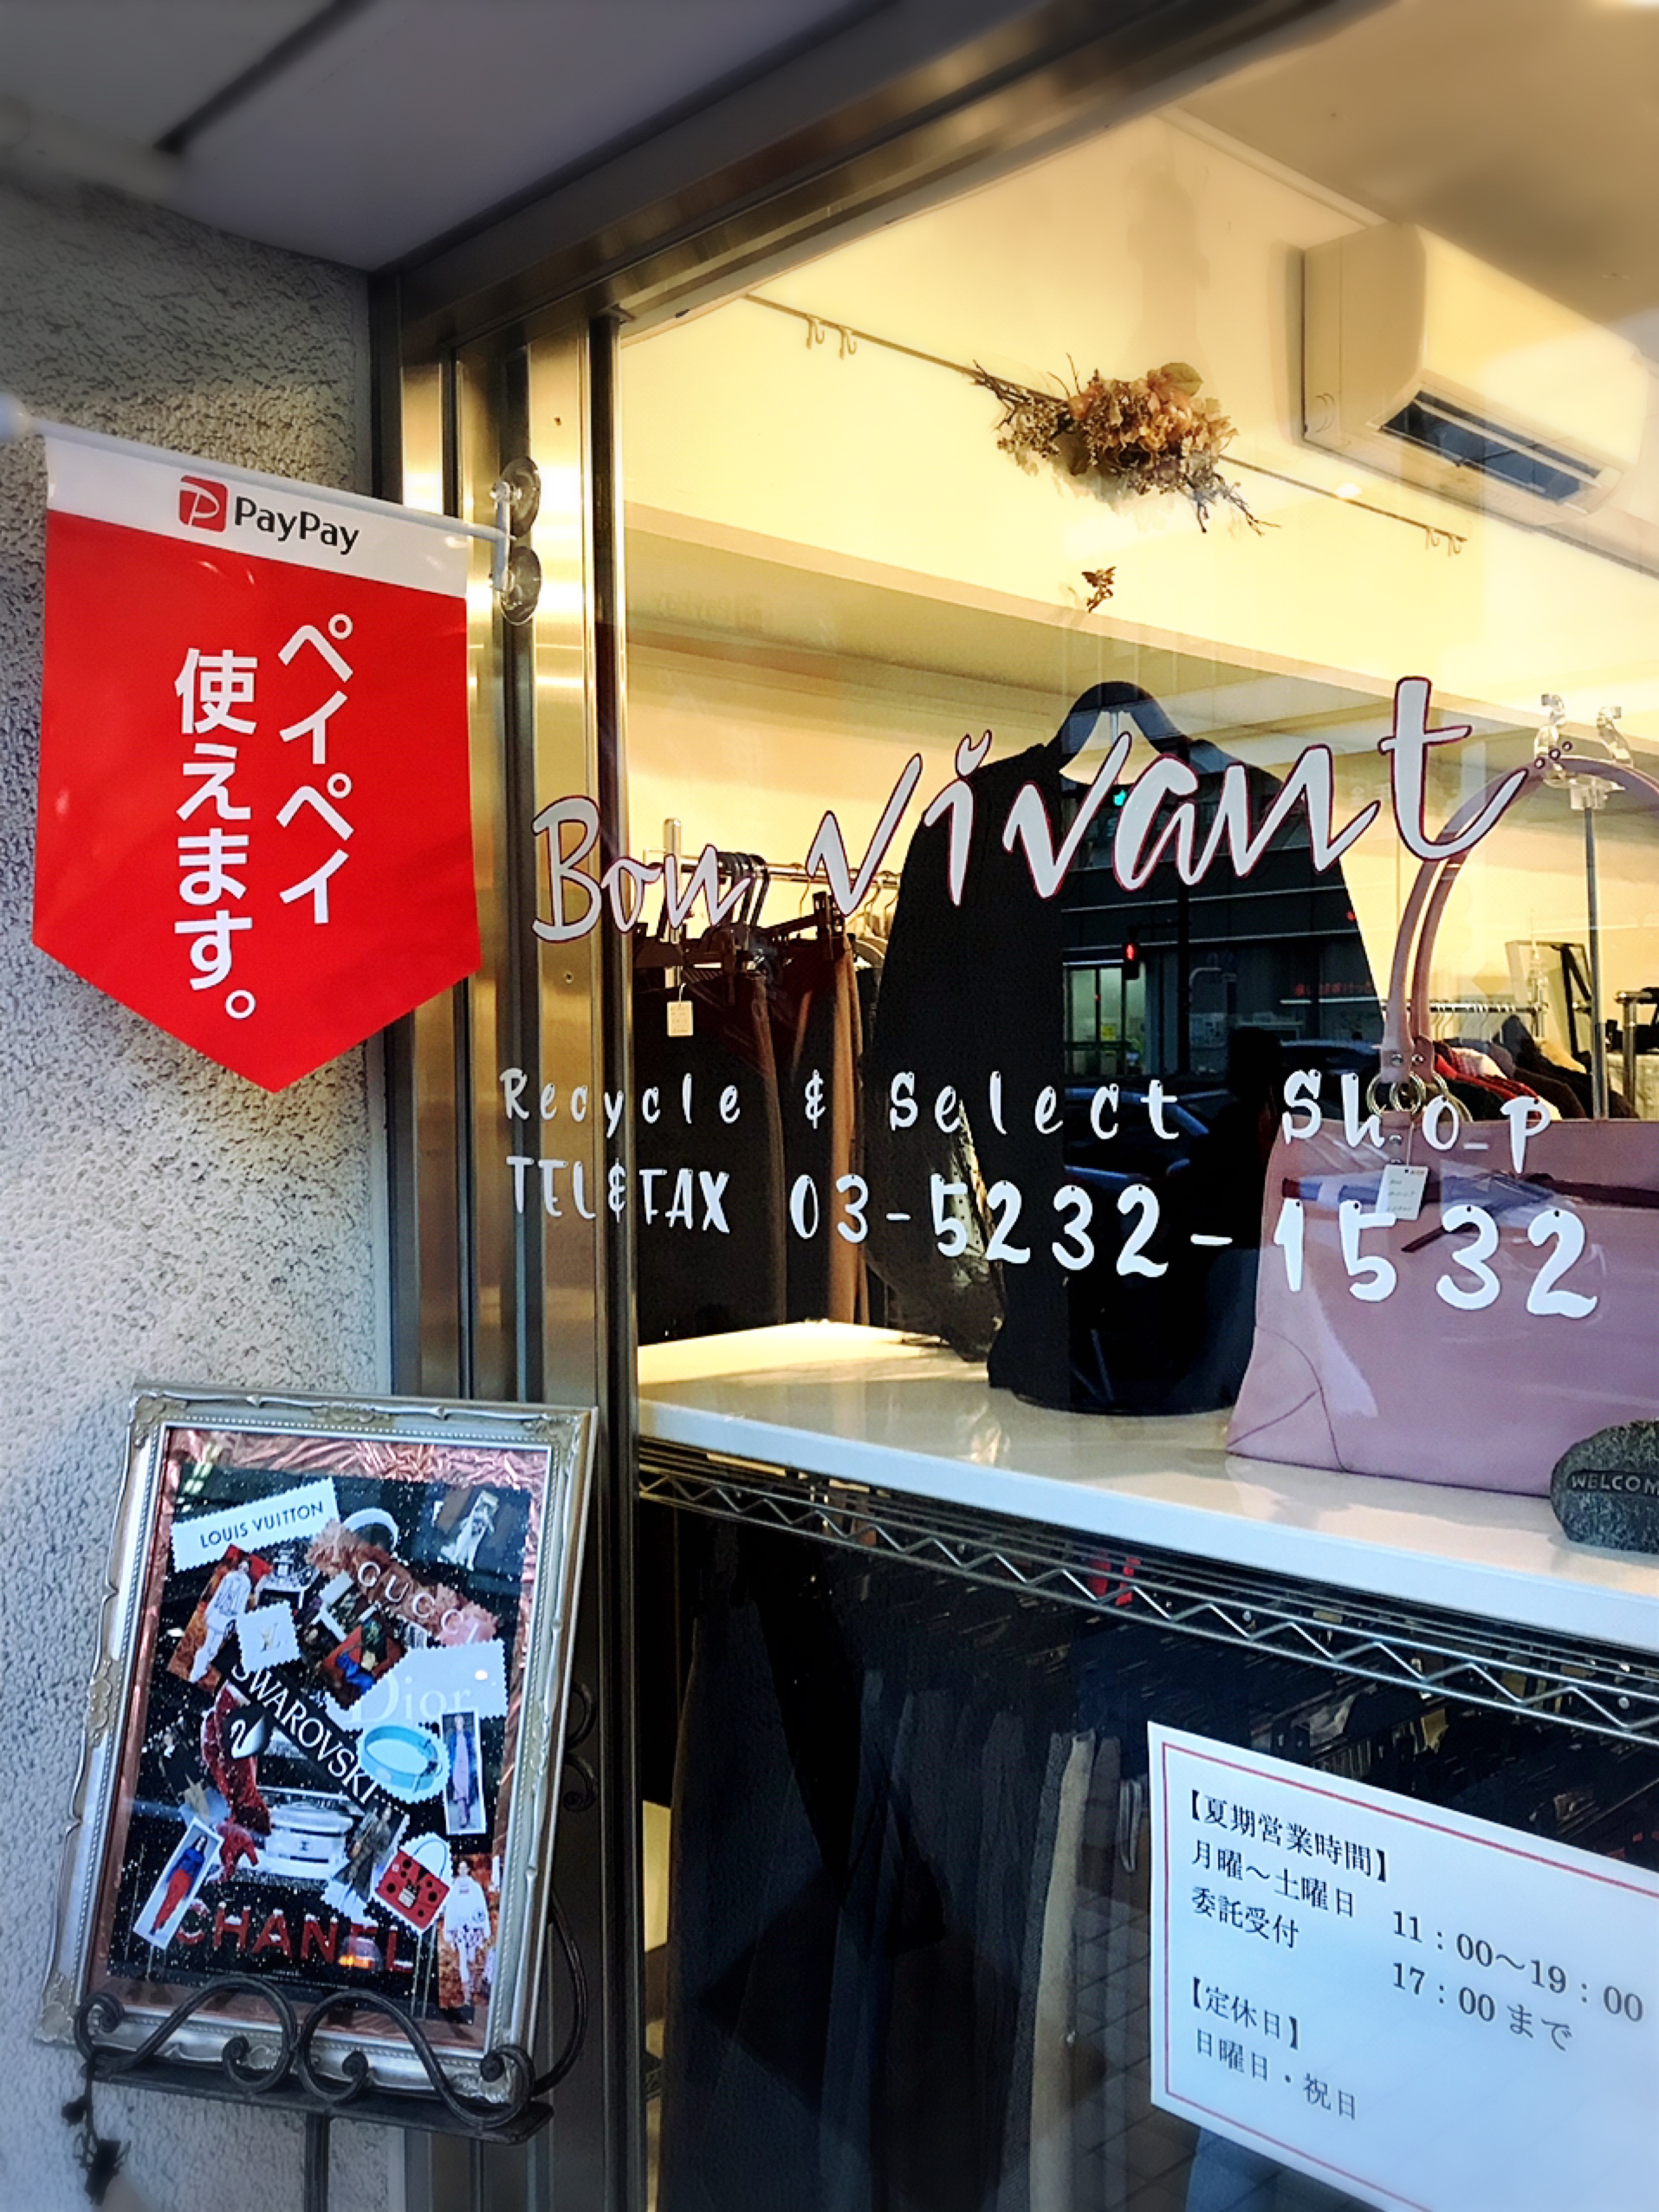 PayPay
ペイペイ
使えます。
Bon vivant
Recycle & Select Shop
TEL&FAX 03-5232-1532
WELCOM
LOUIS VUITTON
GUCCI
SWAROVSKI
Dior
CHANEL
【夏期営業時間】
月曜～土曜日 11：00～19：00
委託受付 17：00まで
【定休日】
日曜日・祝日